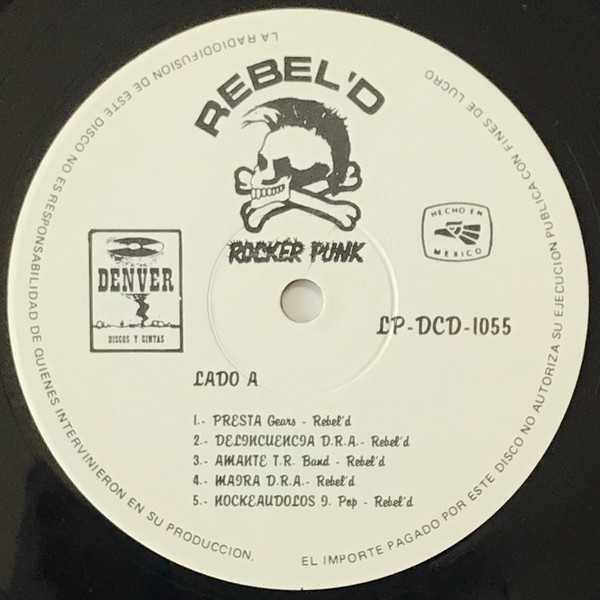 REBEL'D
ROCKER PUNK
HECHO EN
MEXICO
DENVER
DISCOS Y CINTAS
LP-DCD-1055
LADO A
1.- PRESTA Gears - Rebel'd
2.- DELINCUENCIA D.R.A.- Rebel'd
3.- AMANTE T.R. Band - Rebel'd
4.- MAIRA D.R.A.- Rebel'd
5.- NOCKEAUDOLOS I. Pop - Rebel'd
LA RADIODIFUSION DE ESTE DISCO NO ES RESPONSABILIDAD DE QUIENES INTERVINIERON EN SU PRODUCCION.
EL IMPORTE PAGADO POR ESTE DISCO NO AUTORIZA SU EJECUCION PUBLICA CON FINES DE LUCRO.